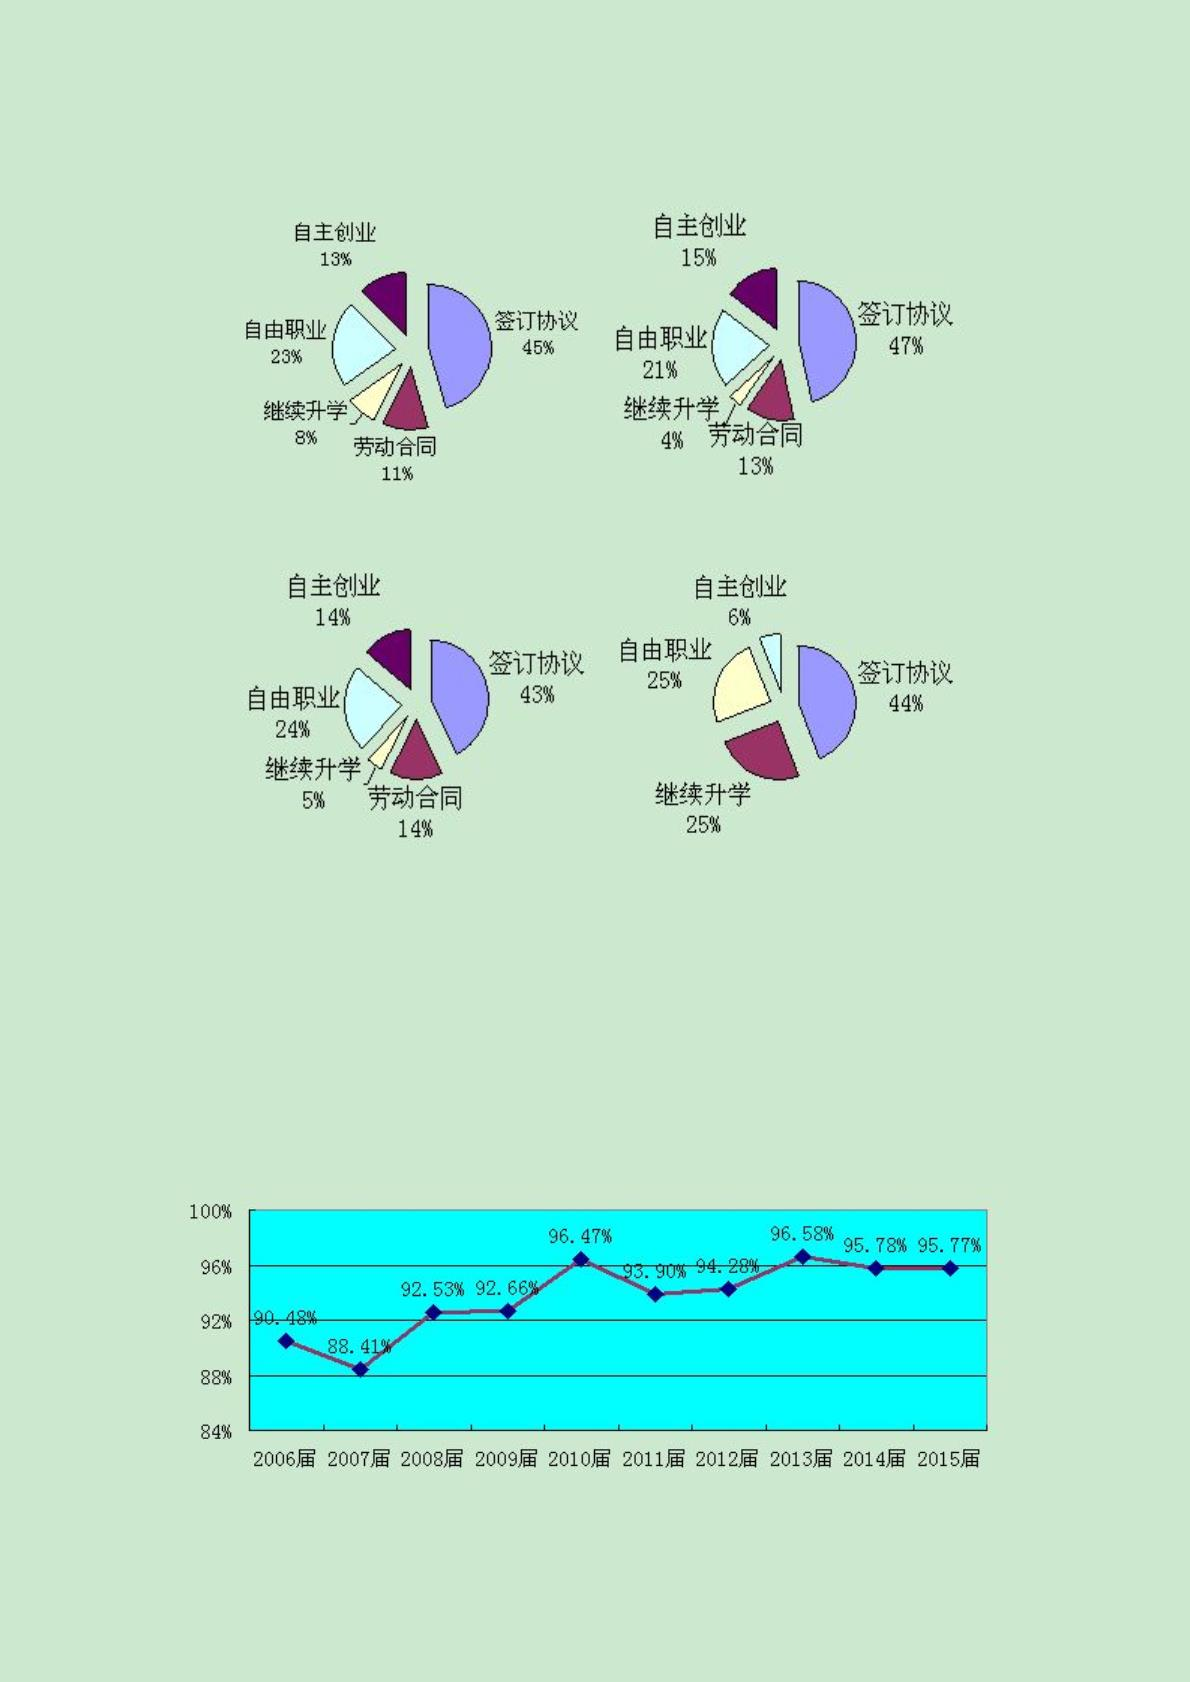 自主创业
13%
签订协议
45%
自由职业
23%
继续升学
8%
劳动合同
11%
自主创业
15%
签订协议
47%
自由职业
21%
继续升学
4%
劳动合同
13%
自主创业
14%
签订协议
43%
自由职业
24%
继续升学
5%
劳动合同
14%
自主创业
6%
自由职业
25%
签订协议
44%
继续升学
25%
100%
96%
92%
88%
84%
90.48%
88.41%
92.53%
92.66%
96.47%
93.90%
94.28%
96.58%
95.78%
95.77%
2006届 2007届 2008届 2009届 2010届 2011届 2012届 2013届 2014届 2015届